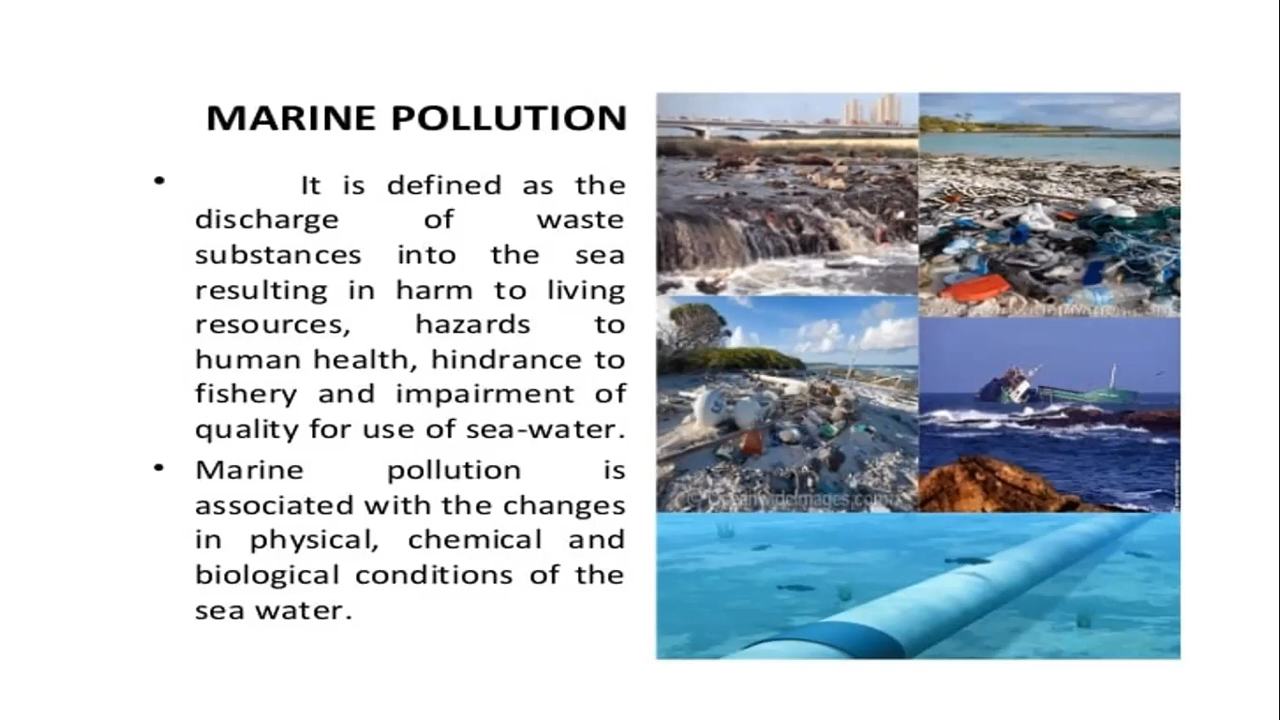 MARINE POLLUTION
• It is defined as the
discharge of waste
substances into the sea
resulting in harm to living
resources, hazards to
human health, hindrance to
fishery and impairment of
quality for use of sea-water.
• Marine pollution is
associated with the changes
in physical, chemical and
biological conditions of the
sea water.